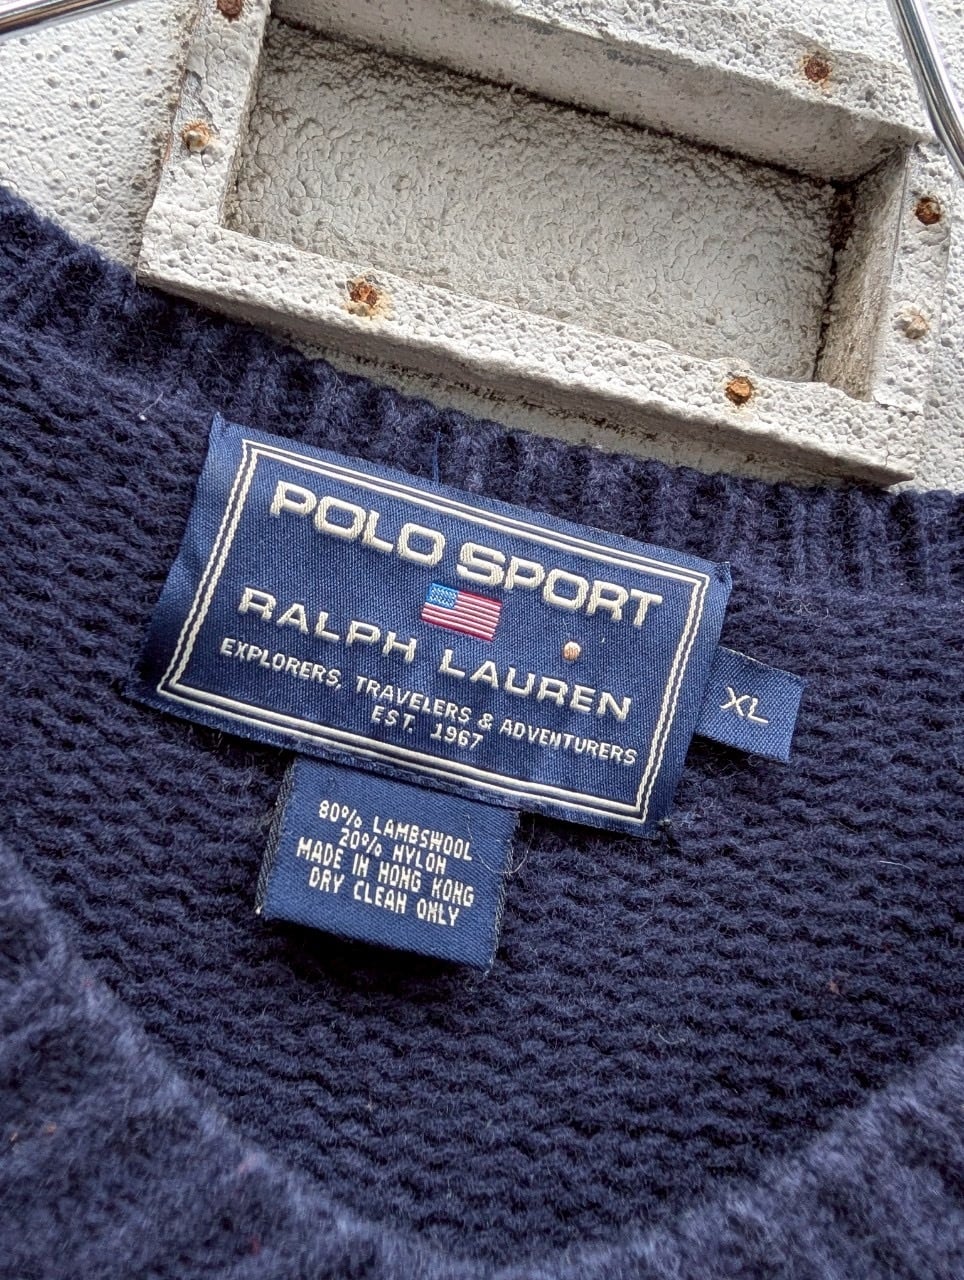 POLO SPORT
RALPH LAUREN
EXPLORERS, TRAVELERS & ADVENTURERS
EST. 1967
XL
80% LAMBSWOOL
20% NYLON
MADE IN HONG KONG
DRY CLEAN ONLY